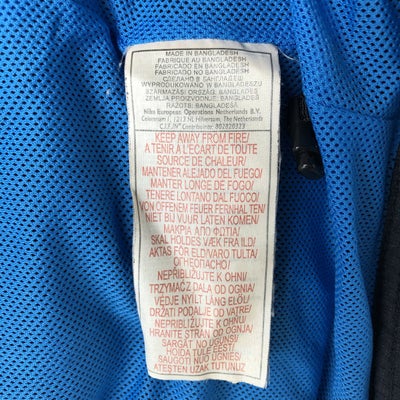 MADE IN BANGLADESH
FABRIQUE AU BANGLADESH
FABRICADO EN BANGLADESH
FABRICADO NO BANGLADESH
СДЕЛАНО В БАНГЛАДЕШ
WYPRODUKOWANO W BANGLADESZU
SZÁRMAZÁSI ORSZÁG: BANGLADES
ZEMLJA PROIZVODNJE: BANGLADEŠ
RAZOTS: BANGLADEŠĀ
Nike European Operations Netherlands B.V.
Colosseum 1, 1213 NL Hilversum, The Netherlands
KEEP AWAY FROM FIRE/
A TENIR A L'ECART DE TOUTE
SOURCE DE CHALEUR/
MANTENER ALEJADO DEL FUEGO/
MANTER LONGE DO FOGO/
TENERE LONTANO DAL FUOCO/
VON OFFENEM FEUER FERNHALTEN/
NIET BIJ VUUR LATEN KOMEN/
ΜΑΚΡΙΑ ΑΠΟ ΦΩΤΙΑ/
SKAL HOLDES VÆK FRA ILD/
AKTAS FÖR ELD/VARO TULTA/
ОГНЕОПАСНО/
NEPRIBLIŽUJTE K OHNI/
TRZYMAĆ DALA OD OGNIA/
VÉDJE NYÍLT LÁNG ELŐL/
DRŽATI PODALJE OD VATRE/
NEPRIBLIŽUJTE K OHNI/
HRANITE STRAN OD OGNJA/
SARGĀT NO UGUNS/
HOIDA TULE EEST/
SAUGOTI NUO UGNIES/
ATEŞTEN UZAK TUTUNUZ